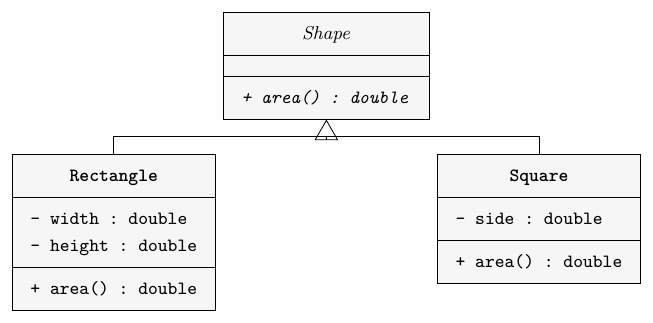 Shape
+ area() : double
Rectangle
- width : double
- height : double
+ area() : double
Square
- side : double
+ area() : double